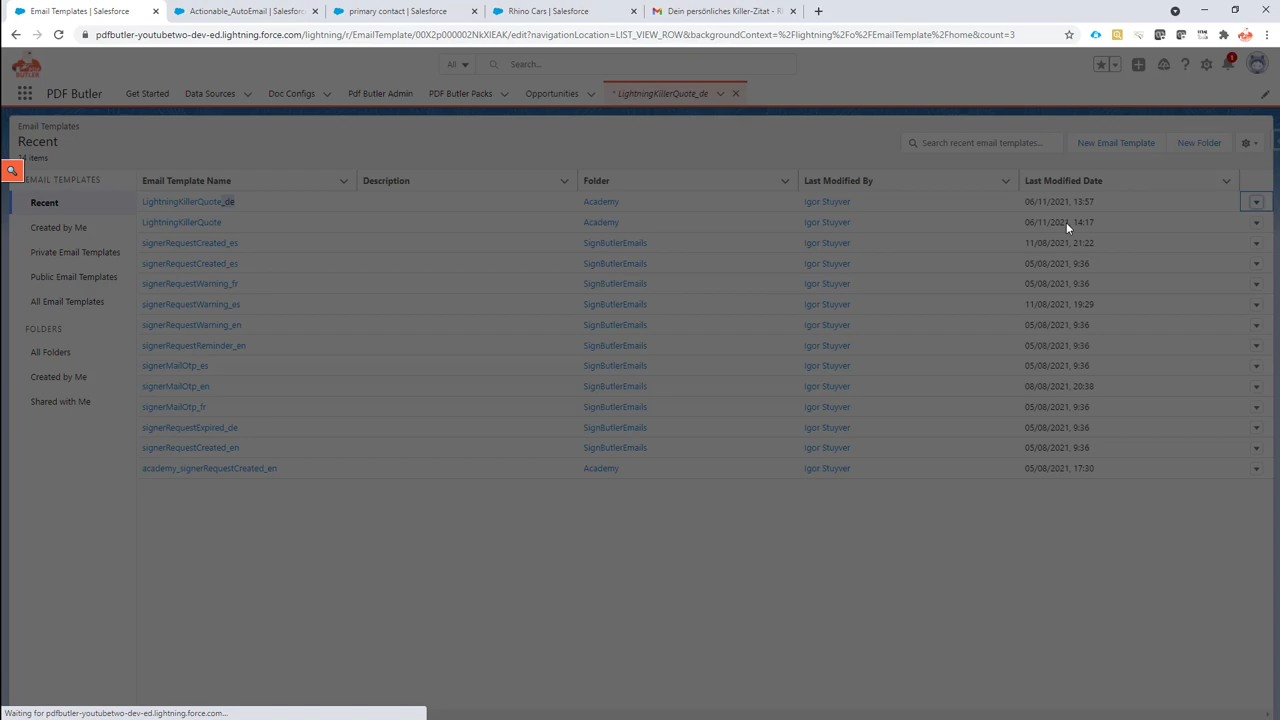 Email Templates | Salesforce
Actionable_AutoEmail | Salesforc
primary contact | Salesforce
Rhino Cars | Salesforce
Dein persönliches Killer-Zitat - R
pdfbutler-youtubetwo-dev-ed.lightning.force.com/lightning/r/EmailTemplate/00X2p000002NkXIEAK/edit?navigationLocation=LIST_VIEW_ROW&backgroundContext=%2Flightning%2Fo%2FEmailTemplate%2Fhome&count=3
All
Search...
1
PDF Butler
Get Started
Data Sources
Doc Configs
Pdf Butler Admin
PDF Butler Packs
Opportunities
* LightningKillerQuote_de
Email Templates
Recent
14 items
Search recent email templates...
New Email Template
New Folder
EMAIL TEMPLATES
Recent
Created by Me
Private Email Templates
Public Email Templates
All Email Templates
FOLDERS
All Folders
Created by Me
Shared with Me
Email Template Name Description Folder Last Modified By Last Modified Date
LightningKillerQuote_de Academy Igor Stuyver 06/11/2021, 13:57
LightningKillerQuote Academy Igor Stuyver 06/11/2021, 14:17
signerRequestCreated_es SignButlerEmails Igor Stuyver 11/08/2021, 21:22
signerRequestCreated_es SignButlerEmails Igor Stuyver 05/08/2021, 9:36
signerRequestWarning_fr SignButlerEmails Igor Stuyver 05/08/2021, 9:36
signerRequestWarning_es SignButlerEmails Igor Stuyver 11/08/2021, 19:29
signerRequestWarning_en SignButlerEmails Igor Stuyver 05/08/2021, 9:36
signerRequestReminder_en SignButlerEmails Igor Stuyver 05/08/2021, 9:36
signerMailOtp_es SignButlerEmails Igor Stuyver 05/08/2021, 9:36
signerMailOtp_en SignButlerEmails Igor Stuyver 08/08/2021, 20:38
signerMailOtp_fr SignButlerEmails Igor Stuyver 05/08/2021, 9:36
signerRequestExpired_de SignButlerEmails Igor Stuyver 05/08/2021, 9:36
signerRequestCreated_en SignButlerEmails Igor Stuyver 05/08/2021, 9:36
academy_signerRequestCreated_en Academy Igor Stuyver 05/08/2021, 17:30
Waiting for pdfbutler-youtubetwo-dev-ed.lightning.force.com...